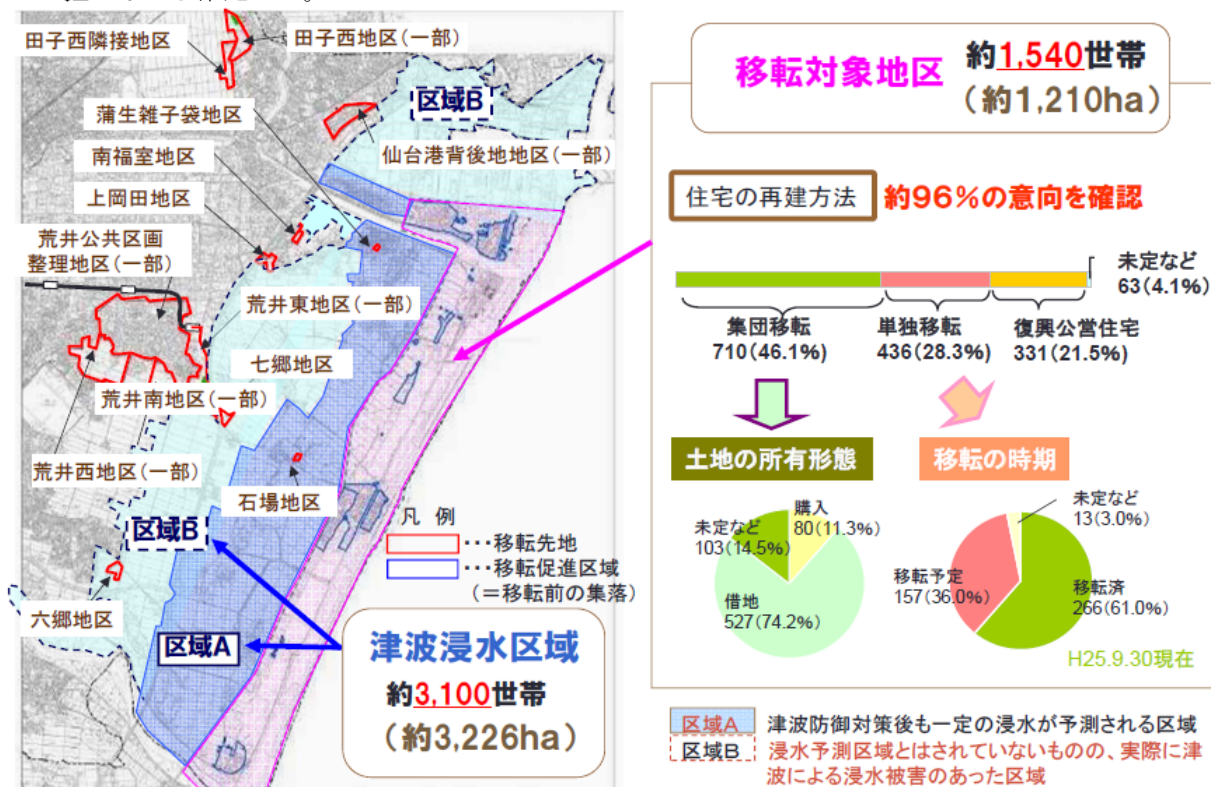 田子西隣接地区
田子西地区(一部)
蒲生雑子袋地区
区域B
南福室地区
仙台港背後地地区(一部)
上岡田地区
荒井公共区画
整理地区(一部)
荒井東地区(一部)
七郷地区
荒井南地区(一部)
荒井西地区(一部)
石場地区
区域B
六郷地区
区域A
凡 例
・・・移転先地
・・・移転促進区域
(=移転前の集落)
津波浸水区域
約3,100世帯
(約3,226ha)
移転対象地区 約1,540世帯
(約1,210ha)
住宅の再建方法 約96%の意向を確認
未定など
63(4.1%)
集団移転
710(46.1%)
単独移転
436(28.3%)
復興公営住宅
331(21.5%)
土地の所有形態
未定など
103(14.5%)
購入
80(11.3%)
借地
527(74.2%)
移転の時期
未定など
13(3.0%)
移転予定
157(36.0%)
移転済
266(61.0%)
H25.9.30現在
区域A 津波防御対策後も一定の浸水が予測される区域
区域B 浸水予測区域とはされていないものの、実際に津
波による浸水被害のあった区域